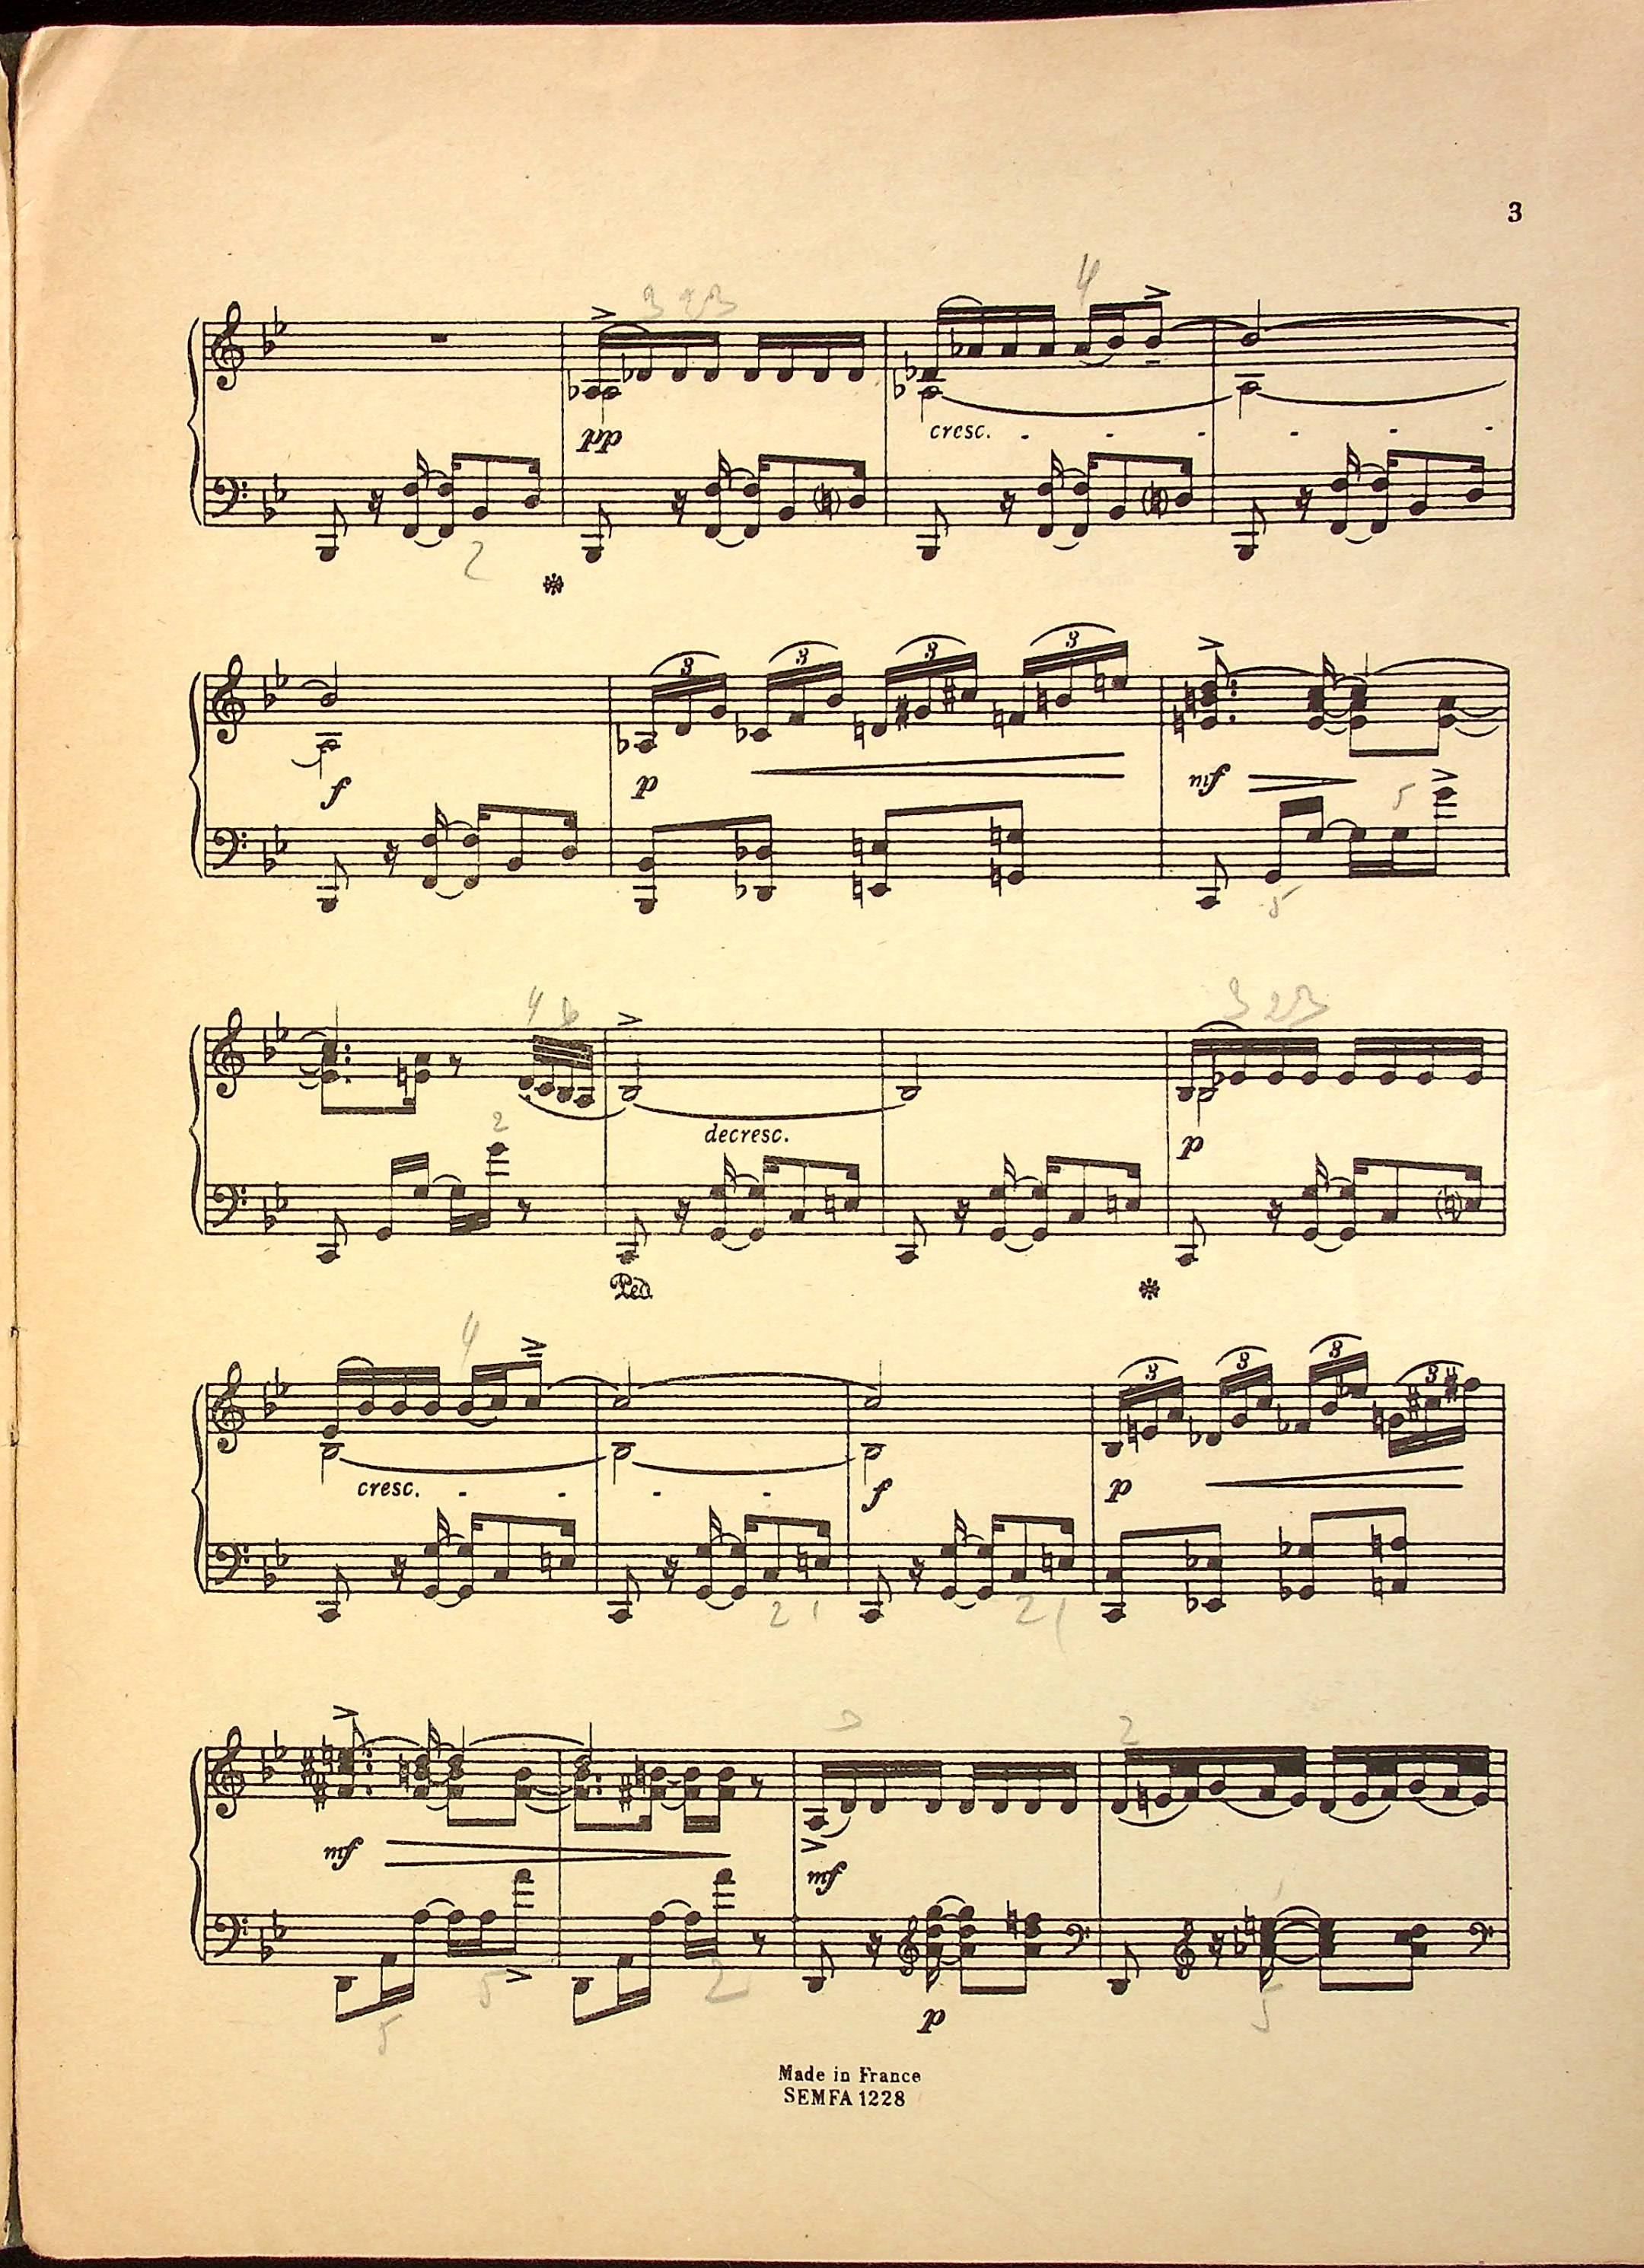 3
3 2 3
4
pp
cresc.
2
3 3 3 3
f p mf
5
5
4
3 2 3
2
decresc.
p
Ped.
4
3 3 3 3
cresc.
f p
2 1 2 1
2
mf mf
5 5 2 5
p
Made in France
SEMFA 1228